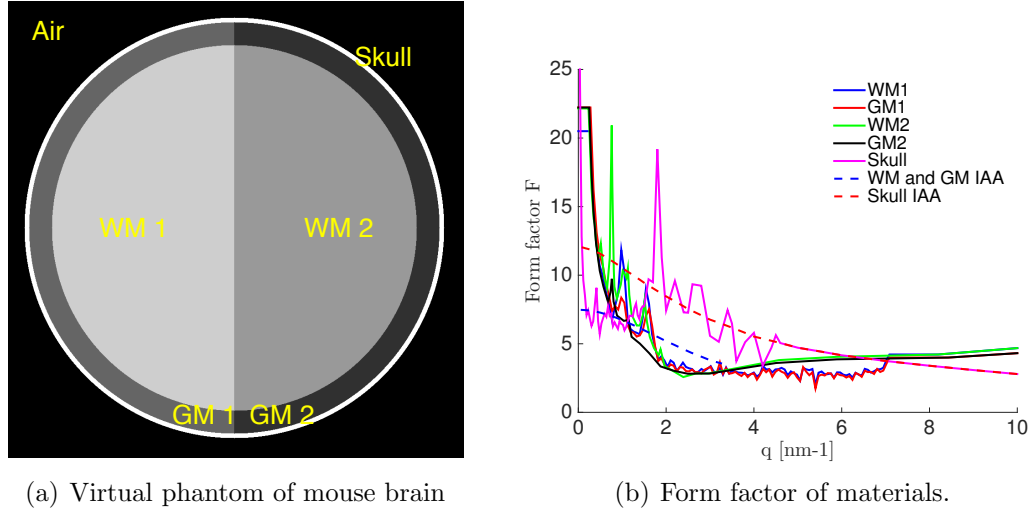 Air
Skull
WM 1
WM 2
GM 1
GM 2
(a) Virtual phantom of mouse brain
25
20
15
10
5
0
Form factor F
0
2
4
6
8
10
q [nm-1]
WM1
GM1
WM2
GM2
Skull
WM and GM IAA
Skull IAA
(b) Form factor of materials.